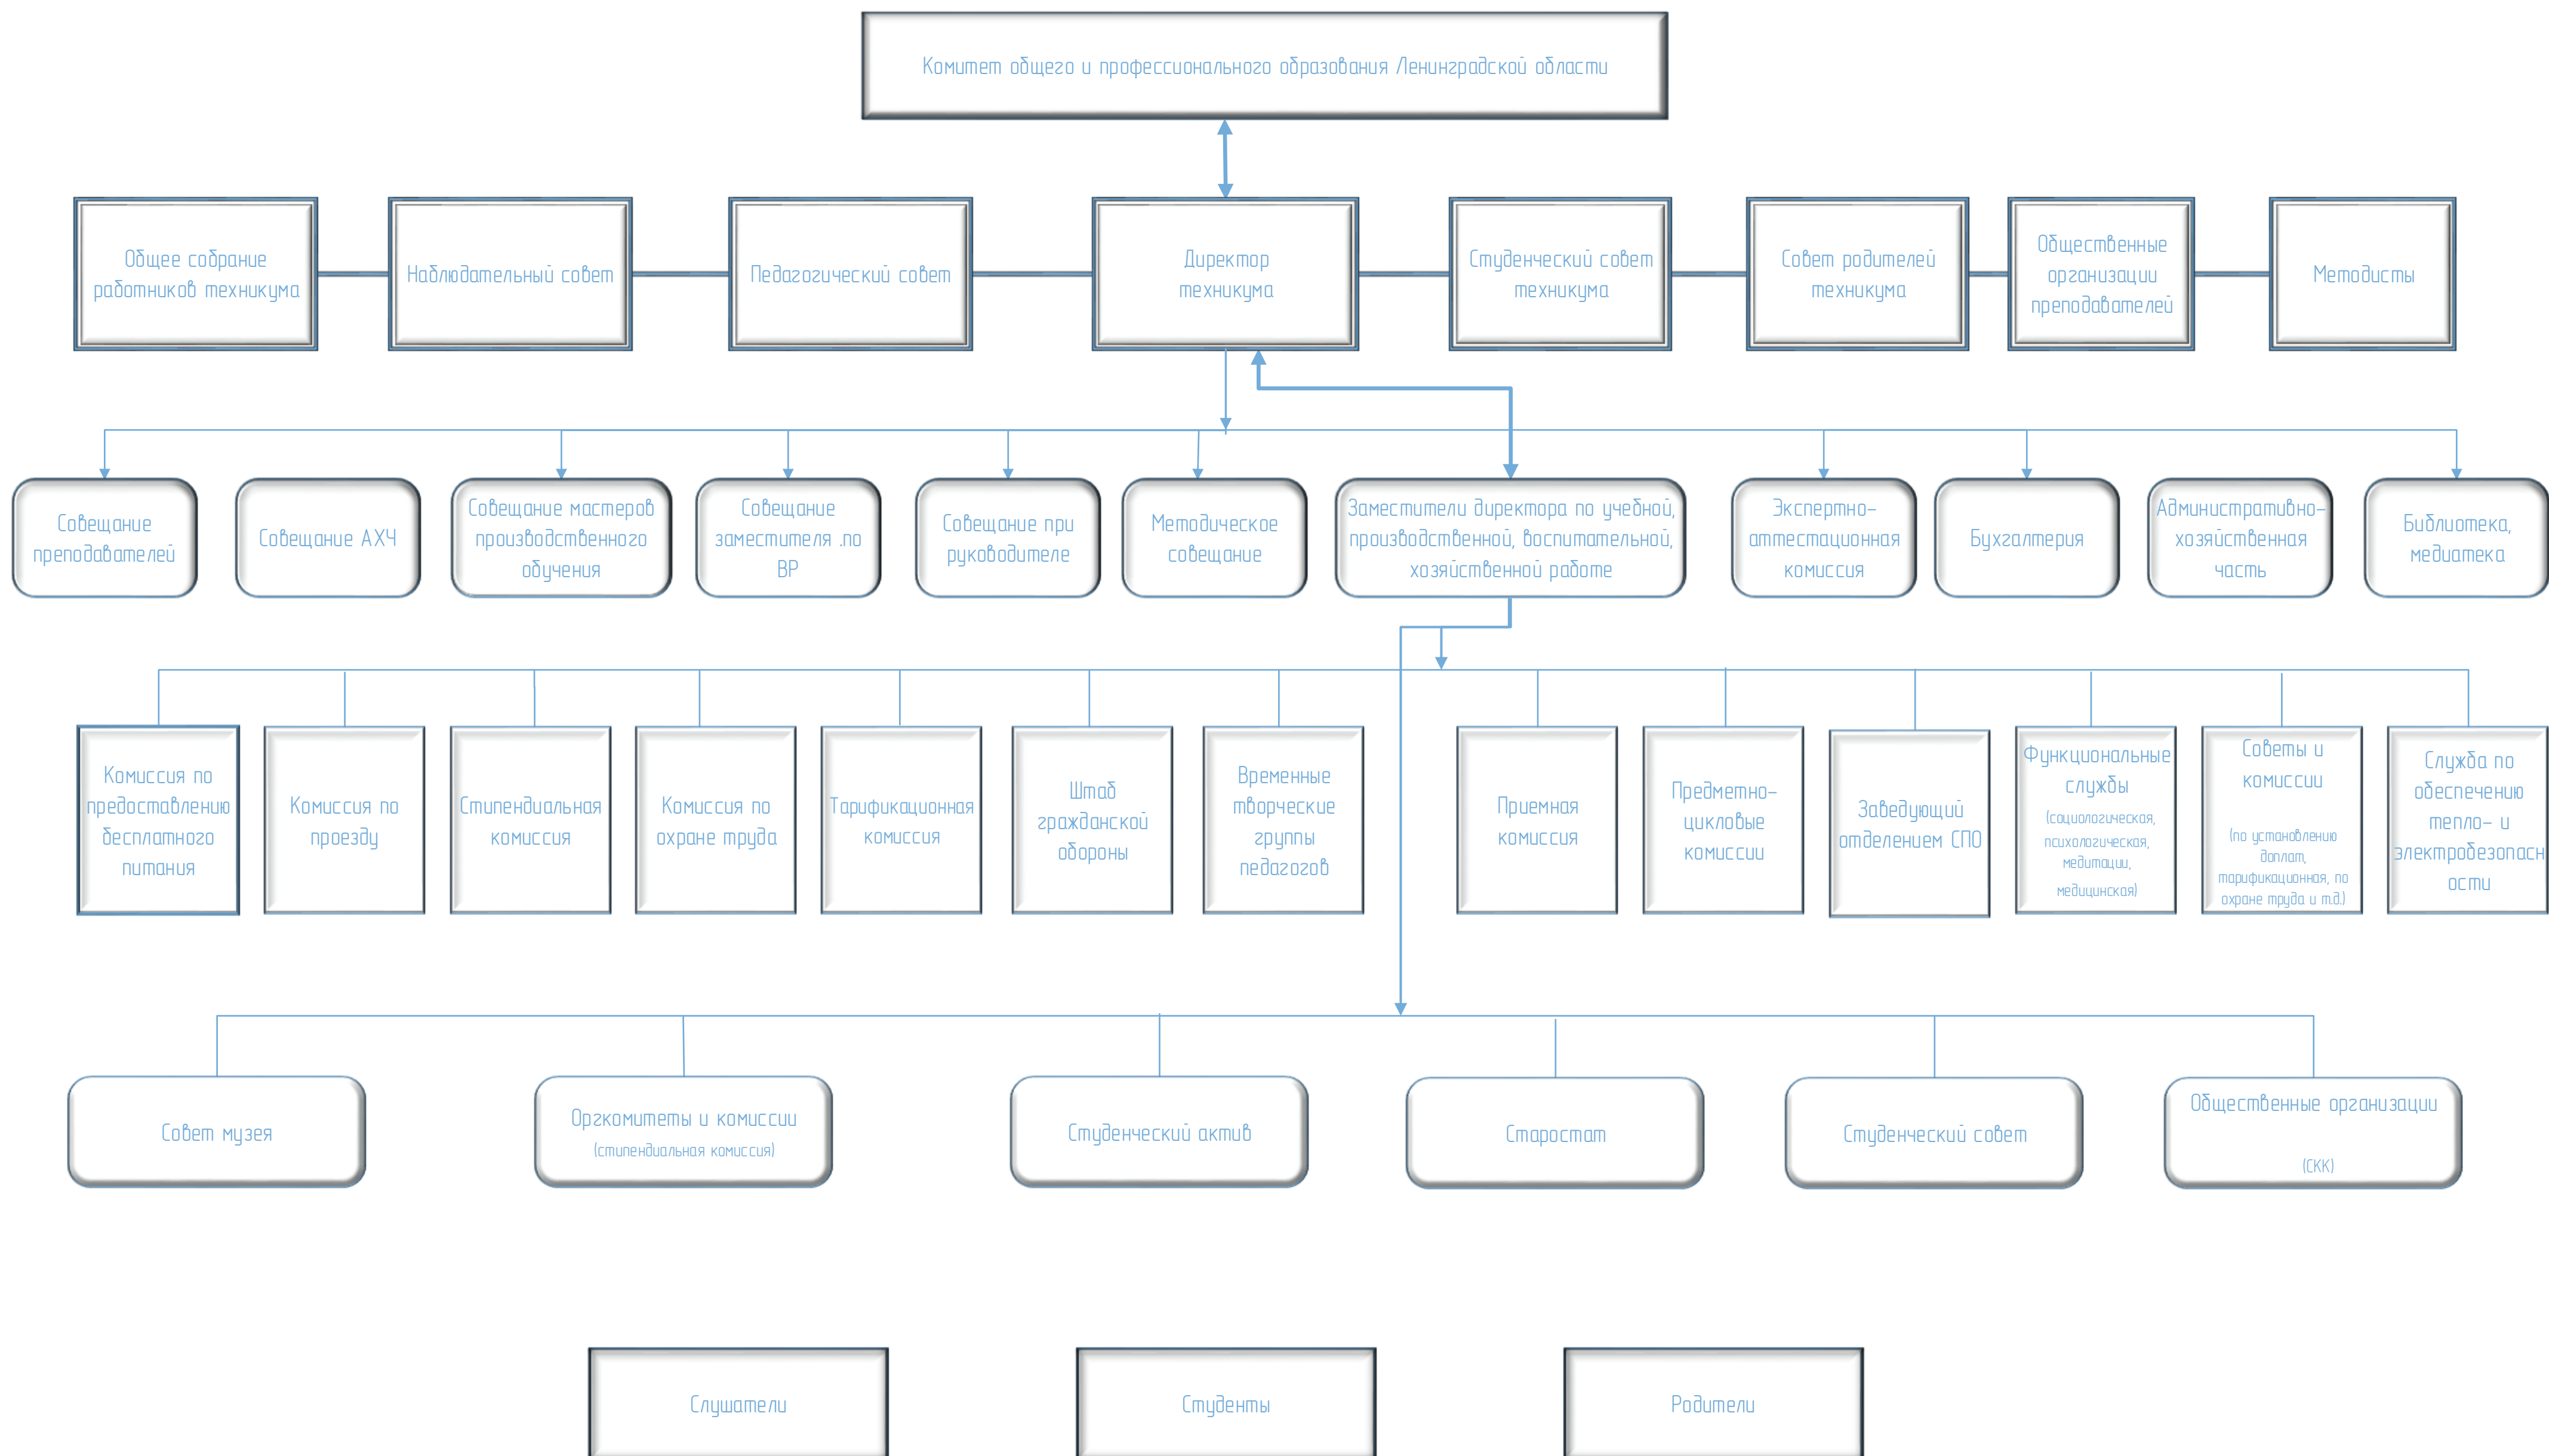 Комитет общего и профессионального образования Ленинградской области
Общее собрание
работников техникума
Наблюдательный совет
Педагогический совет
Директор
техникума
Студенческий совет
техникума
Совет родителей
техникума
Общественные
организации
преподавателей
Методисты
Совещание
преподавателей
Совещание АХЧ
Совещание мастеров
производственного
обучения
Совещание
заместителя .по
ВР
Совещание при
руководителе
Методическое
совещание
Заместители директора по учебной,
производственной, воспитательной,
хозяйственной работе
Экспертно-
аттестационная
комиссия
Бухгалтерия
Административно-
хозяйственная
часть
Библиотека,
медиатека
Комиссия по
предоставлению
бесплатного
питания
Комиссия по
проезду
Стипендиальная
комиссия
Комиссия по
охране труда
Тарификационная
комиссия
Штаб
гражданской
обороны
Временные
творческие
группы
педагогов
Приемная
комиссия
Предметно-
цикловые
комиссии
Заведующий
отделением СПО
Функциональные
службы
(социологическая,
психологическая,
медитации,
медицинская)
Советы и
комиссии
(по установлению
доплат,
тарификационная, по
охране труда и т.д.)
Служба по
обеспечению
тепло- и
электробезопасн
ости
Совет музея
Оргкомитеты и комиссии
(стипендиальная комиссия)
Студенческий актив
Старостат
Студенческий совет
Общественные организации
(СКК)
Слушатели
Студенты
Родители